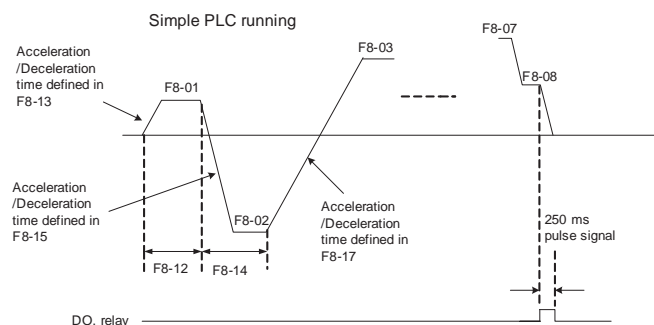 Simple PLC running
Acceleration
/Deceleration
time defined in
F8-13
F8-01
F8-03
F8-07
F8-08
Acceleration
/Deceleration
time defined in
F8-15
F8-02
Acceleration
/Deceleration
time defined in
F8-17
250 ms
pulse signal
F8-12
F8-14
DO, relay